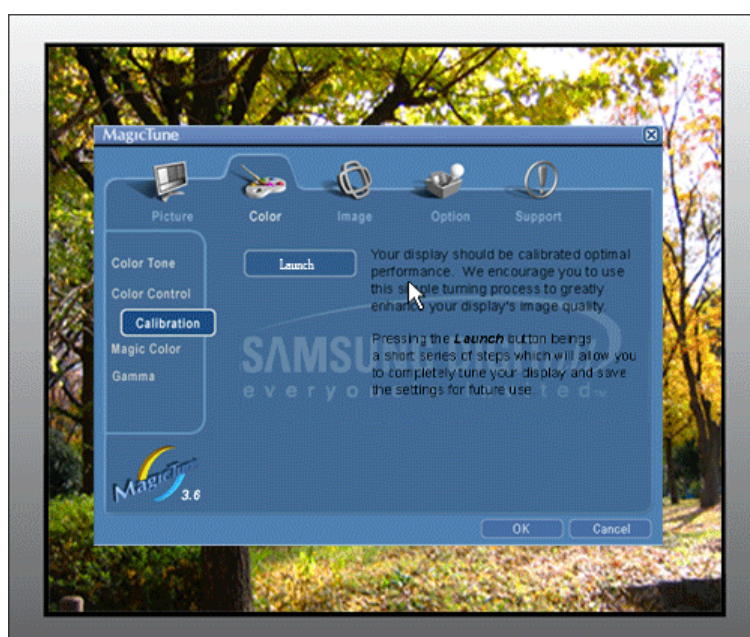 MagicTune
Picture
Color
Image
Option
Support
Color Tone
Color Control
Calibration
Magic Color
Gamma
Launch
Your display should be calibrated optimal
performance. We encourage you to use
this simple turning process to greatly
enhance your display's image quality.
Pressing the Launch button beings
a short series of steps which will allow you
to completely tune your display and save
the settings for future use.
MagicTune
3.6
OK
Cancel